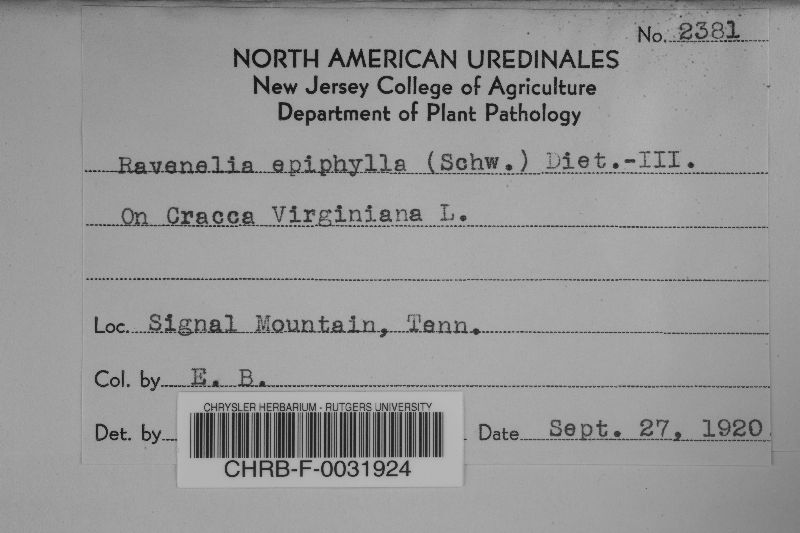 No. 2381
NORTH AMERICAN UREDINALES
New Jersey College of Agriculture
Department of Plant Pathology
Ravenelia epiphylla (Schw.) Diet.-III.
On Cracca Virginiana L.
Loc. Signal Mountain, Tenn.
Col. by E. B.
Det. by
Date Sept. 27, 1920
CHRYSLER HERBARIUM - RUTGERS UNIVERSITY
CHRB-F-0031924